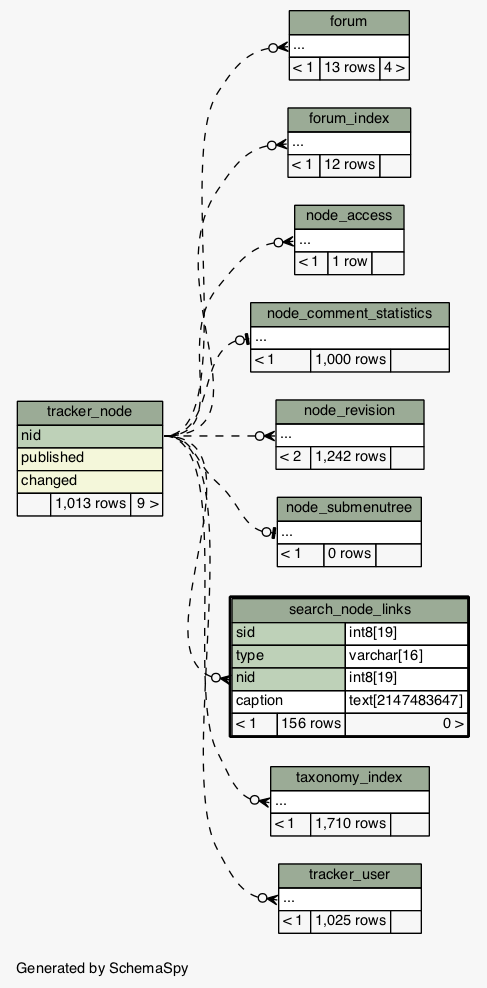 forum
...
< 1 13 rows 4 >
forum_index
...
< 1 12 rows
node_access
...
< 1 1 row
node_comment_statistics
...
< 1 1,000 rows
tracker_node
nid
published
changed
1,013 rows 9 >
node_revision
...
< 2 1,242 rows
node_submenutree
...
< 1 0 rows
search_node_links
sid int8[19]
type varchar[16]
nid int8[19]
caption text[2147483647]
< 1 156 rows 0 >
taxonomy_index
...
< 1 1,710 rows
tracker_user
...
< 1 1,025 rows
Generated by SchemaSpy